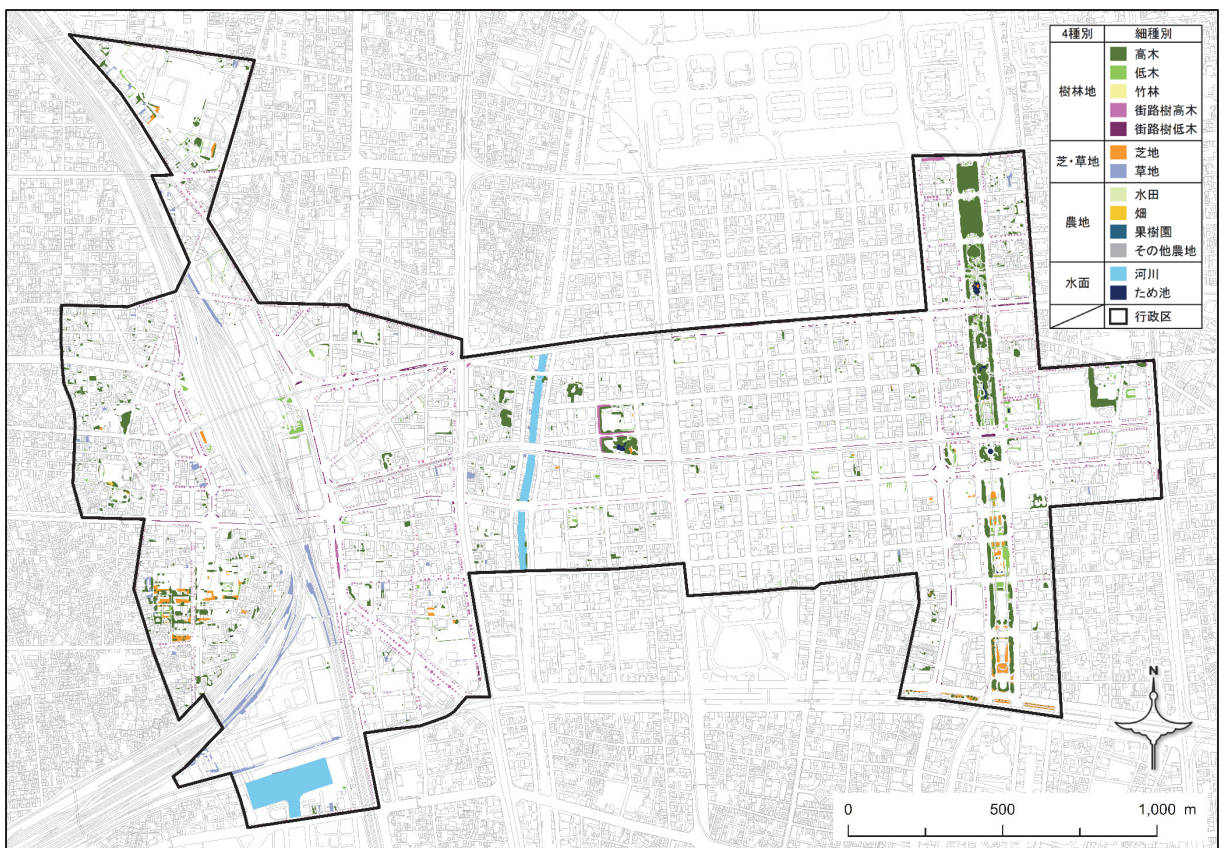 4種別 細種別
樹林地
高木
低木
竹林
街路樹高木
街路樹低木
芝・草地
芝地
草地
農地
水田
畑
果樹園
その他農地
水面
河川
ため池
行政区
N
0 500 1,000 m